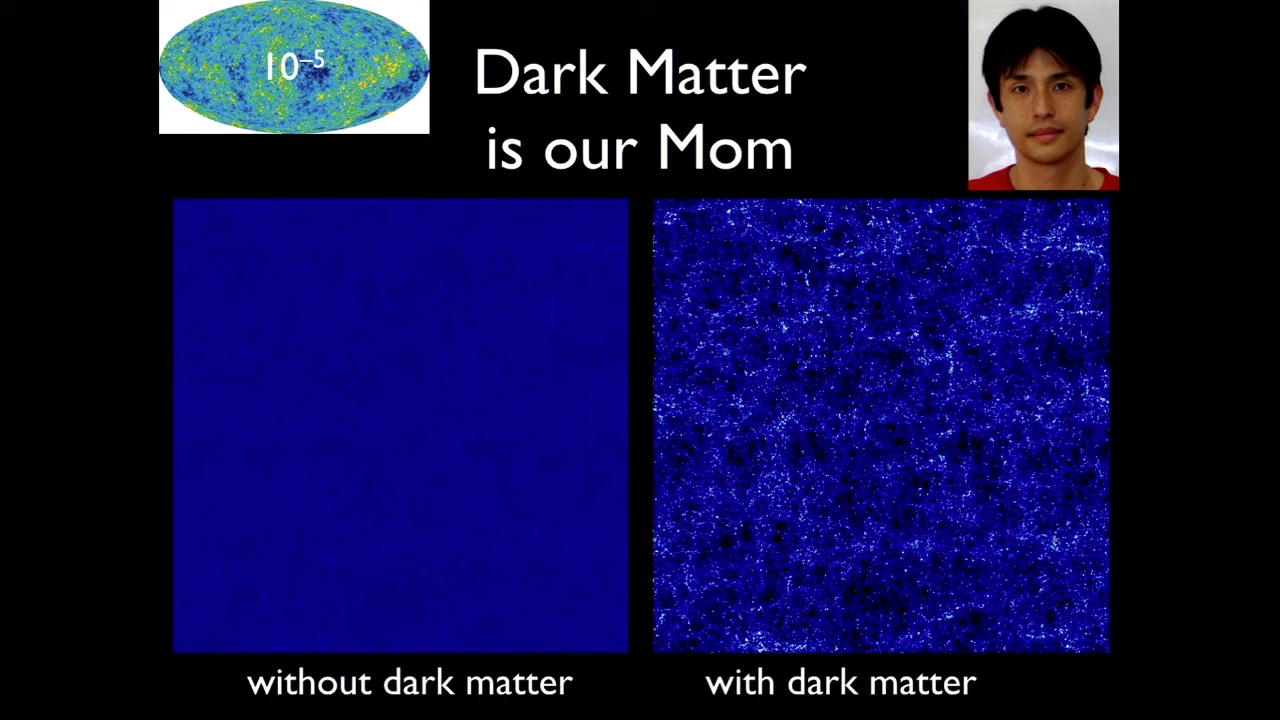 10⁻⁵
Dark Matter
is our Mom
without dark matter
with dark matter